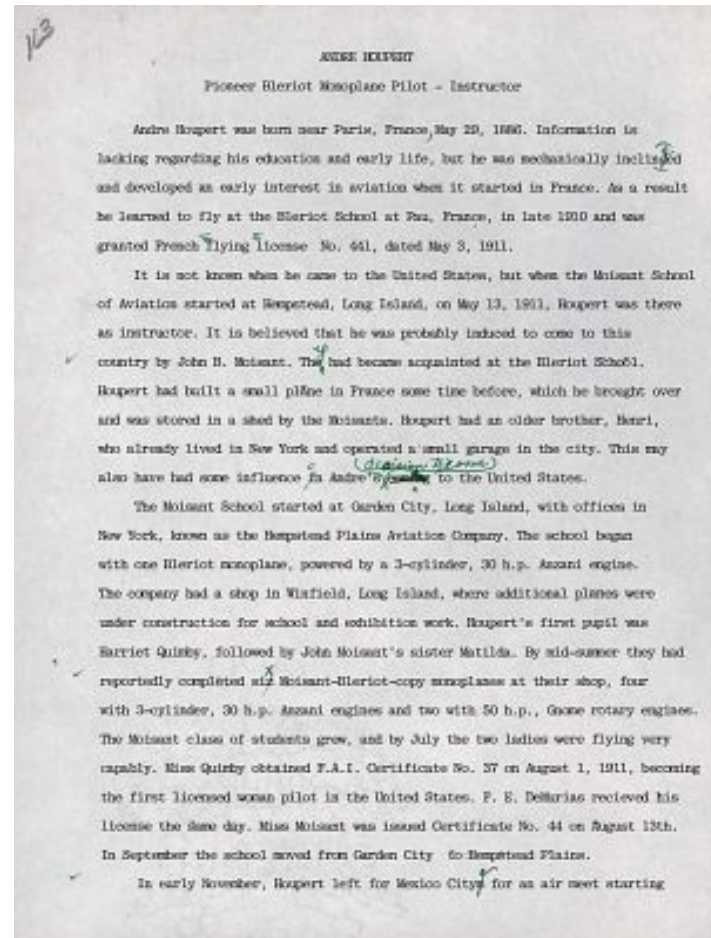 163
ANDRE HOUPERT
Pioneer Bleriot Monoplane Pilot - Instructor
Andre Houpert was born near Paris, France, May 29, 1886. Information is
lacking regarding his education and early life, but he was mechanically inclined
and developed an early interest in aviation when it started in France. As a result
he learned to fly at the Bleriot School at Pau, France, in late 1910 and was
granted French flying license No. 441, dated May 3, 1911.
It is not known when he came to the United States, but when the Moisant School
of Aviation started at Hempstead, Long Island, on May 13, 1911, Houpert was there
as instructor. It is believed that he was probably induced to come to this
country by John B. Moisant. They had became acquainted at the Bleriot School.
Houpert had built a small plane in France some time before, which he brought over
and was stored in a shed by the Moisants. Houpert had an older brother, Henri,
who already lived in New York and operated a small garage in the city. This may
(decision to come)
also have had some influence in Andre's to the United States.
The Moisant School started at Garden City, Long Island, with offices in
New York, known as the Hempstead Plains Aviation Company. The school began
with one Bleriot monoplane, powered by a 3-cylinder, 30 h.p. Anzani engine.
The company had a shop in Winfield, Long Island, where additional planes were
under construction for school and exhibition work. Houpert's first pupil was
Harriet Quimby, followed by John Moisant's sister Matilda. By mid-summer they had
reportedly completed six Moisant-Bleriot-copy monoplanes at their shop, four
with 3-cylinder, 30 h.p. Anzani engines and two with 50 h.p., Gnome rotary engines.
The Moisant class of students grew, and by July the two ladies were flying very
capably. Miss Quimby obtained F.A.I. Certificate No. 37 on August 1, 1911, becoming
the first licensed woman pilot in the United States. F. E. DeMurias recieved his
license the same day. Miss Moisant was issued Certificate No. 44 on August 13th.
In September the school moved from Garden City to Hempstead Plains.
In early November, Houpert left for Mexico City for an air meet starting